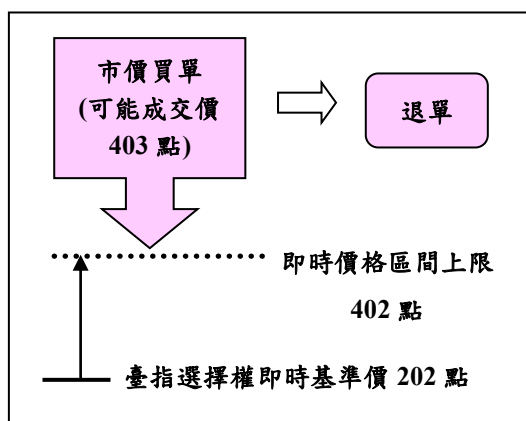 市價買單
(可能成交價
403 點)
退單
即時價格區間上限
402 點
臺指選擇權即時基準價 202 點